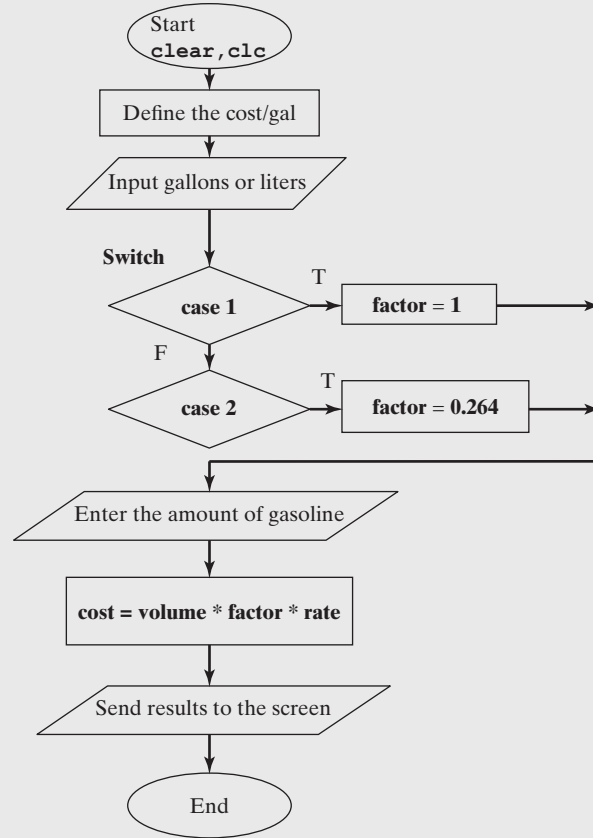 Start
clear,clc
Define the cost/gal
Input gallons or liters
Switch
case 1
T
factor = 1
F
case 2
T
factor = 0.264
Enter the amount of gasoline
cost = volume * factor * rate
Send results to the screen
End